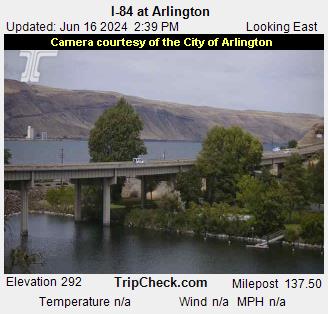 I-84 at Arlington
Updated: Jun 16 2024 2:39 PM Looking East
Camera courtesy of the City of Arlington
Elevation 292 TripCheck.com Milepost 137.50
Temperature n/a Wind n/a MPH n/a